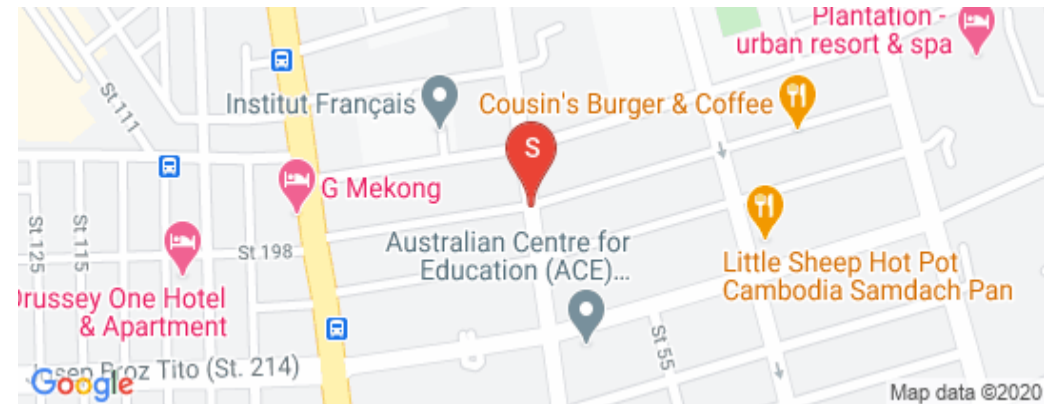 Plantation -
urban resort & spa
St.111
Institut Français
Cousin's Burger & Coffee
S
G Mekong
St.125
St.115
St 198
Australian Centre for
Education (ACE)...
Little Sheep Hot Pot
Cambodia Samdach Pan
Orussey One Hotel
& Apartment
St 55
Broz Tito (St. 214)
Google
Map data ©2020